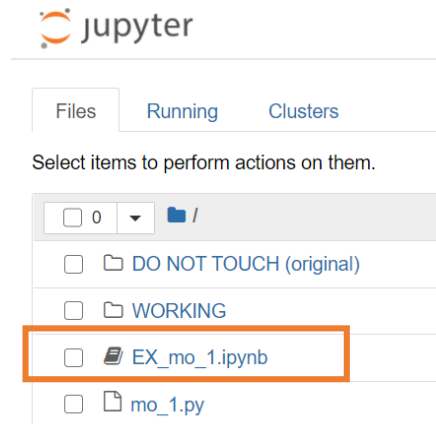 jupyter
Files Running Clusters
Select items to perform actions on them.
0 /
DO NOT TOUCH (original)
WORKING
EX_mo_1.ipynb
mo_1.py